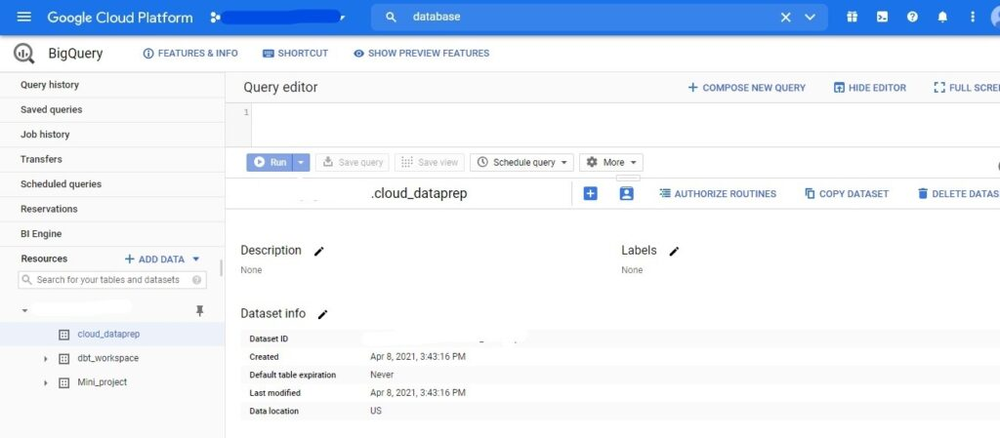 Google Cloud Platform database
BigQuery FEATURES & INFO SHORTCUT SHOW PREVIEW FEATURES
Query history
Saved queries
Job history
Transfers
Scheduled queries
Reservations
BI Engine
Resources + ADD DATA
Search for your tables and datasets
cloud_dataprep
dbt_workspace
Mini_project
Query editor + COMPOSE NEW QUERY HIDE EDITOR FULL SCREE
1
Run Save query Save view Schedule query More
.cloud_dataprep AUTHORIZE ROUTINES COPY DATASET DELETE DATAS
Description Labels
None None
Dataset info
Dataset ID
Created Apr 8, 2021, 3:43:16 PM
Default table expiration Never
Last modified Apr 8, 2021, 3:43:16 PM
Data location US